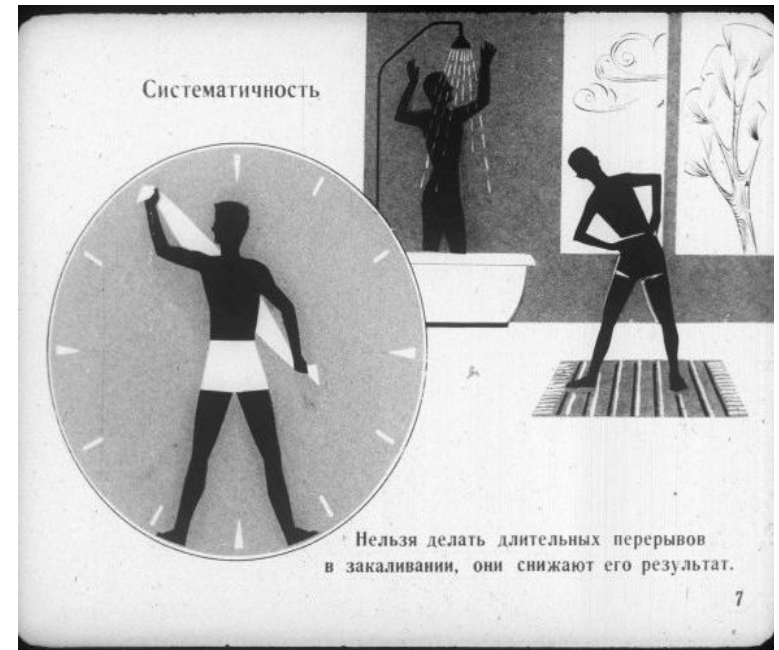 Систематичность
Нельзя делать длительных перерывов
в закаливании, они снижают его результат.
7